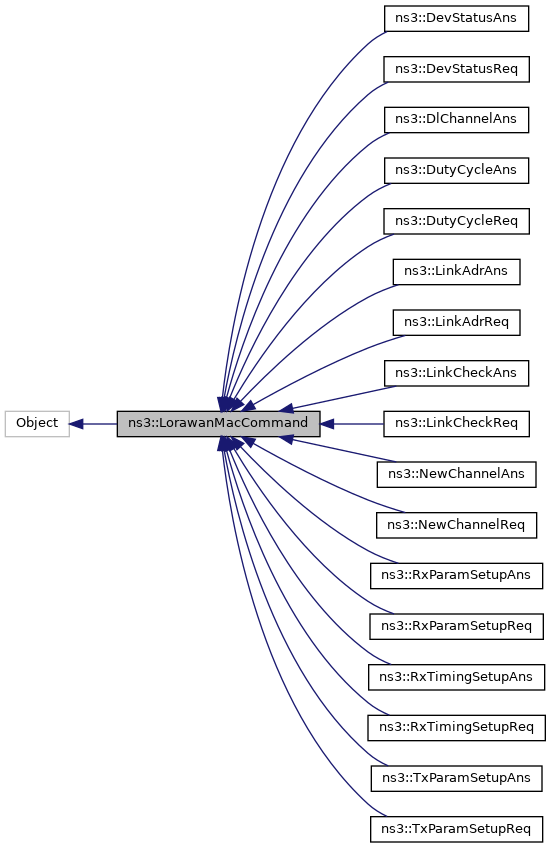 ns3::DevStatusAns
ns3::DevStatusReq
ns3::DlChannelAns
ns3::DutyCycleAns
ns3::DutyCycleReq
ns3::LinkAdrAns
ns3::LinkAdrReq
ns3::LinkCheckAns
Object
ns3::LorawanMacCommand
ns3::LinkCheckReq
ns3::NewChannelAns
ns3::NewChannelReq
ns3::RxParamSetupAns
ns3::RxParamSetupReq
ns3::RxTimingSetupAns
ns3::RxTimingSetupReq
ns3::TxParamSetupAns
ns3::TxParamSetupReq